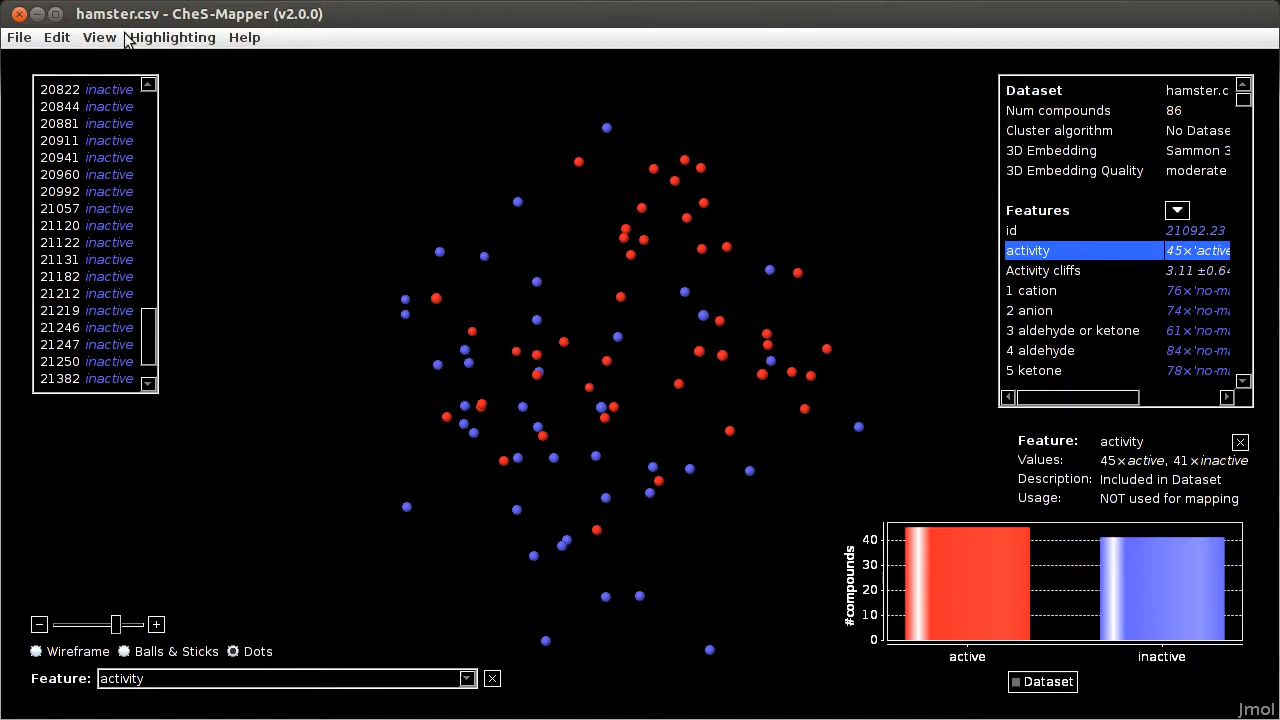 hamster.csv - CheS-Mapper (v2.0.0)
File Edit View Highlighting Help
20822 inactive
20844 inactive
20881 inactive
20911 inactive
20941 inactive
20960 inactive
20992 inactive
21057 inactive
21120 inactive
21122 inactive
21131 inactive
21182 inactive
21212 inactive
21219 inactive
21246 inactive
21247 inactive
21250 inactive
21382 inactive
Dataset hamster.c
Num compounds 86
Cluster algorithm No Datase
3D Embedding Sammon 3
3D Embedding Quality moderate
Features
id 21092.23
activity 45×'active
Activity cliffs 3.11 ±0.64
1 cation 76×'no-ma
2 anion 74×'no-ma
3 aldehyde or ketone 61×'no-ma
4 aldehyde 84×'no-ma
5 ketone 78×'no-ma
Feature: activity
Values: 45×active, 41×inactive
Description: Included in Dataset
Usage: NOT used for mapping
#compounds
40
30
20
10
0
active inactive
Dataset
Wireframe Balls & Sticks Dots
Feature: activity
Jmol